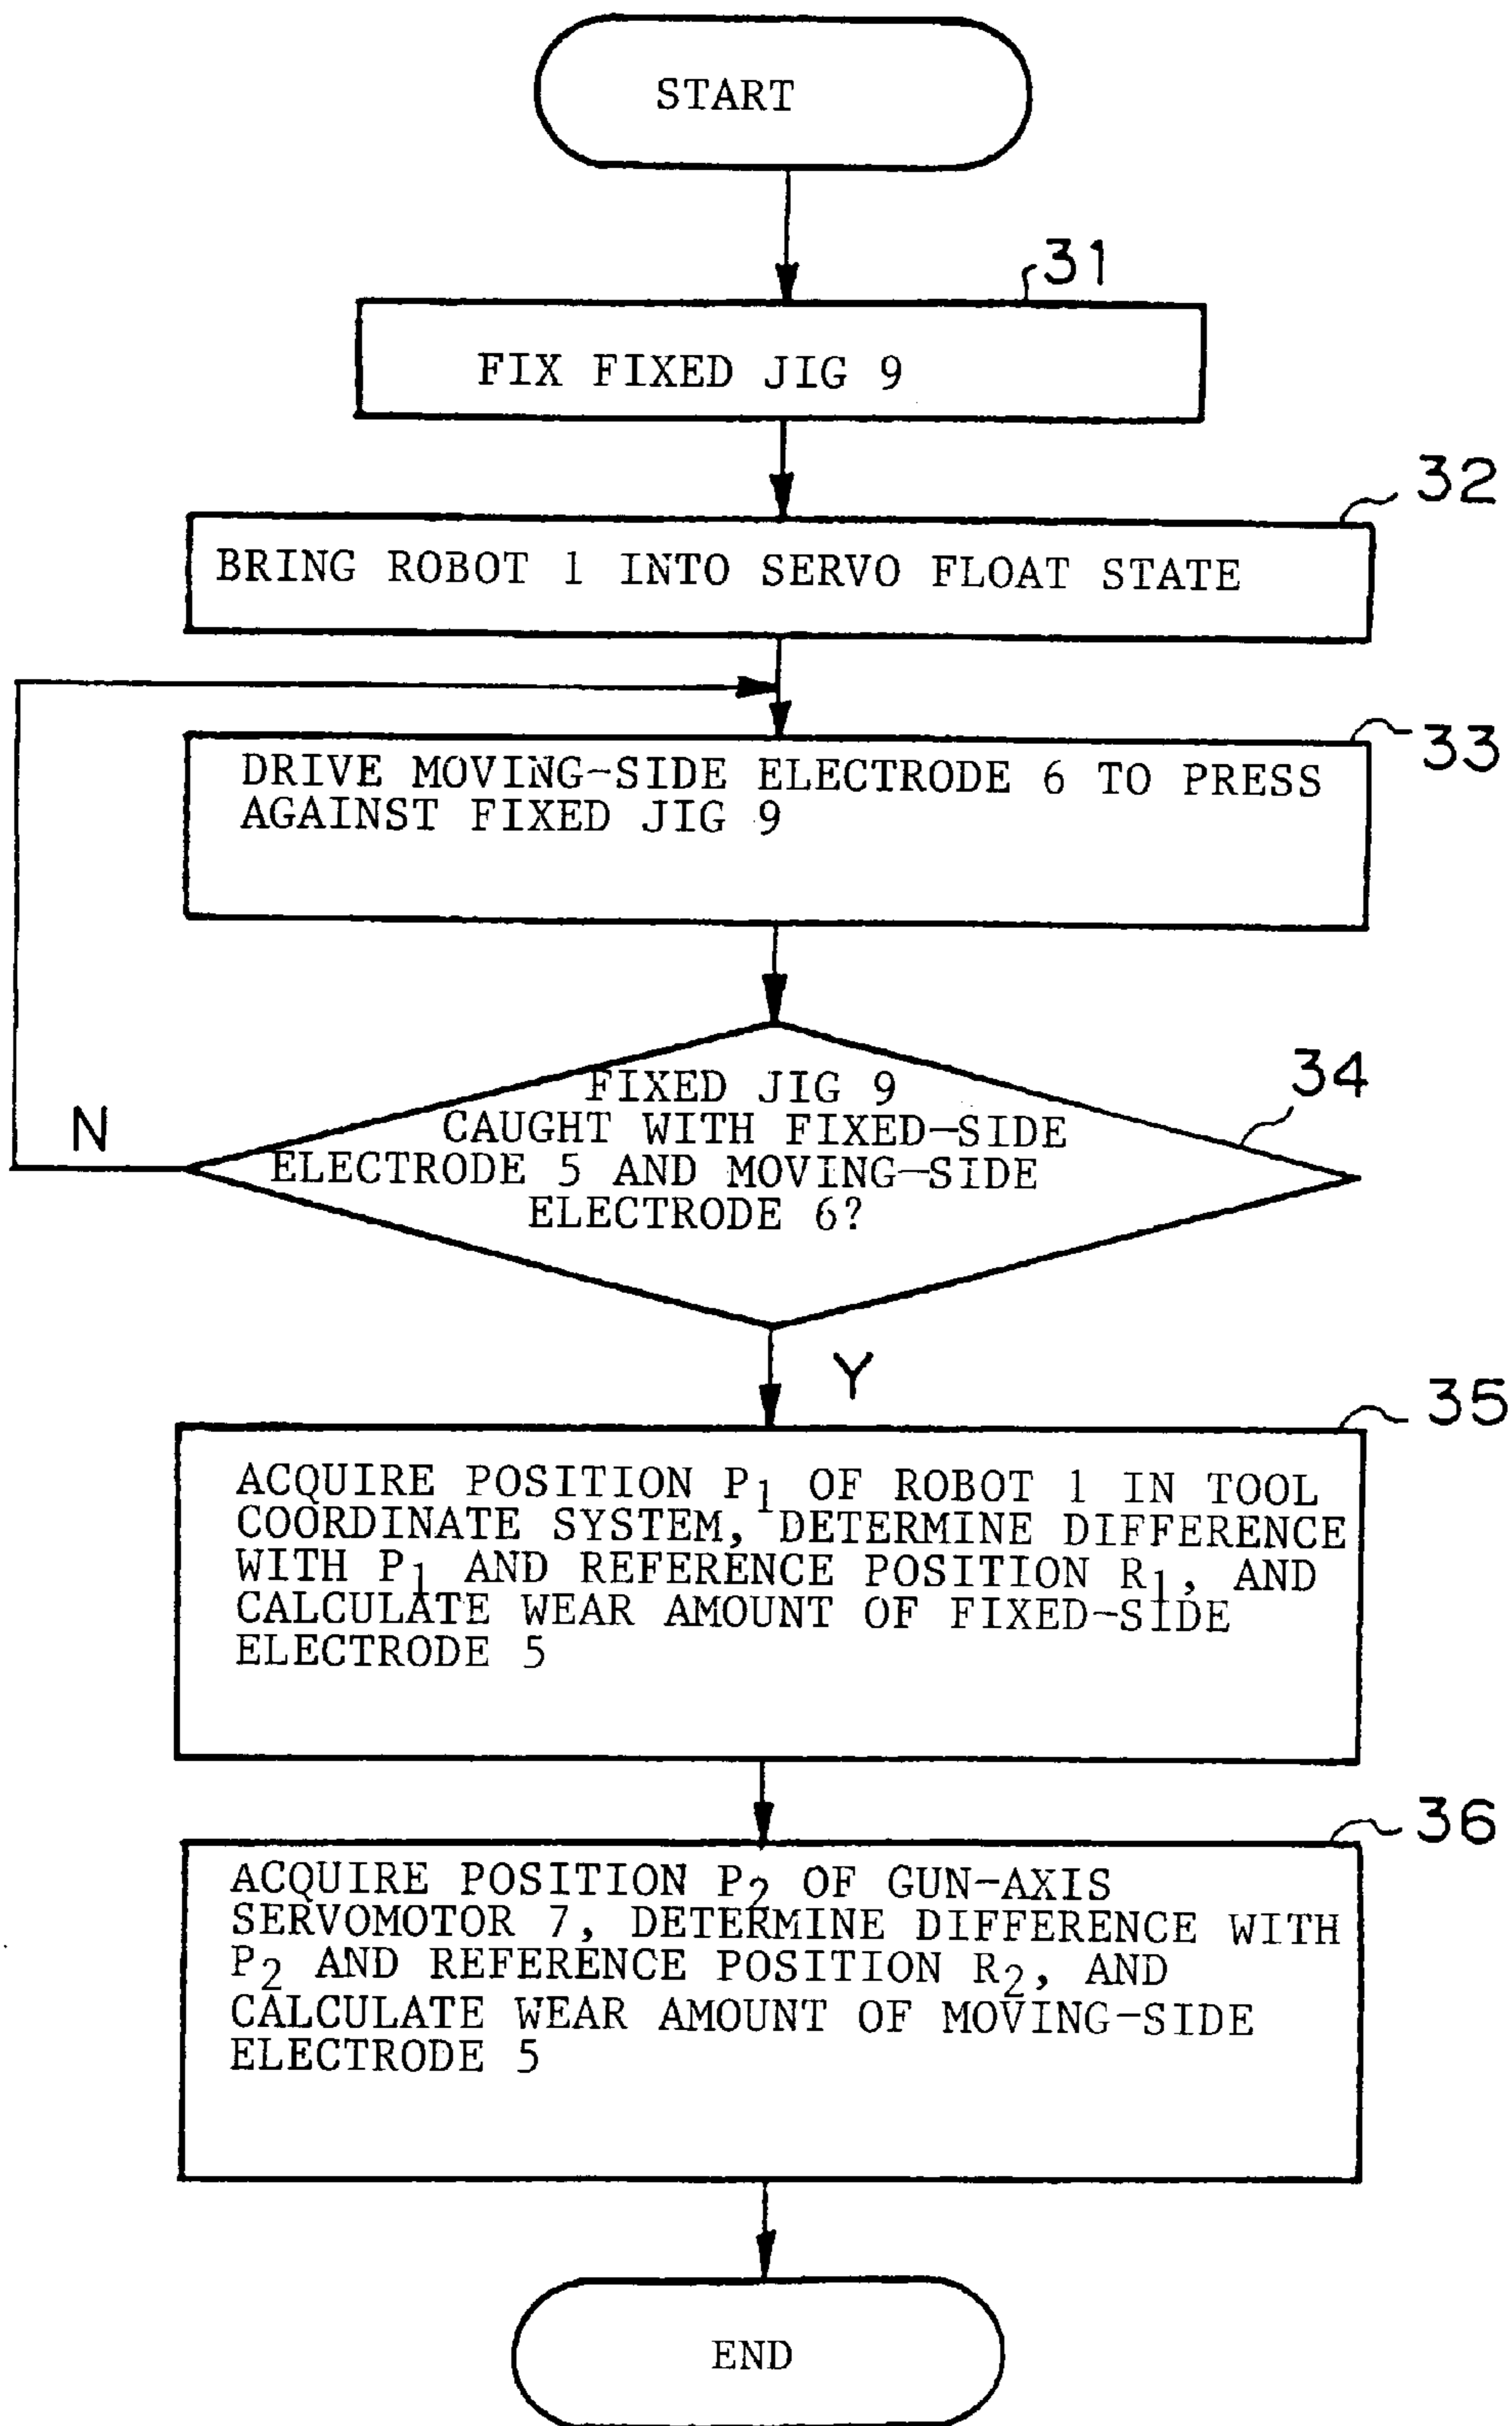 START
31
FIX FIXED JIG 9
32
BRING ROBOT 1 INTO SERVO FLOAT STATE
33
DRIVE MOVING-SIDE ELECTRODE 6 TO PRESS
AGAINST FIXED JIG 9
34
FIXED JIG 9
CAUGHT WITH FIXED-SIDE
ELECTRODE 5 AND MOVING-SIDE
ELECTRODE 6?
N
Y
35
ACQUIRE POSITION P1 OF ROBOT 1 IN TOOL
COORDINATE SYSTEM, DETERMINE DIFFERENCE
WITH P1 AND REFERENCE POSITION R1, AND
CALCULATE WEAR AMOUNT OF FIXED-SIDE
ELECTRODE 5
36
ACQUIRE POSITION P2 OF GUN-AXIS
SERVOMOTOR 7, DETERMINE DIFFERENCE WITH
P2 AND REFERENCE POSITION R2, AND
CALCULATE WEAR AMOUNT OF MOVING-SIDE
ELECTRODE 5
END